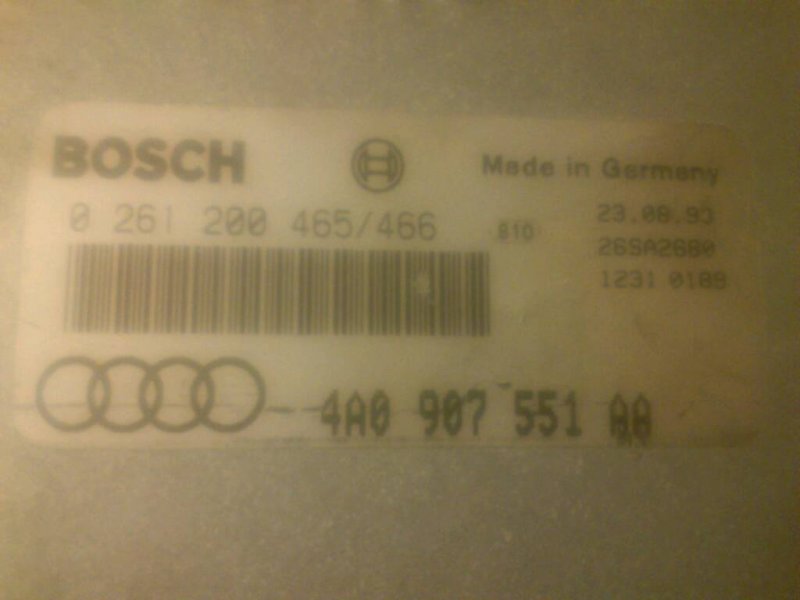 BOSCH
Made in Germany
0 261 200 465/466
810
23.08.93
26SA2680
1231 0188
4A0 907 551 AA